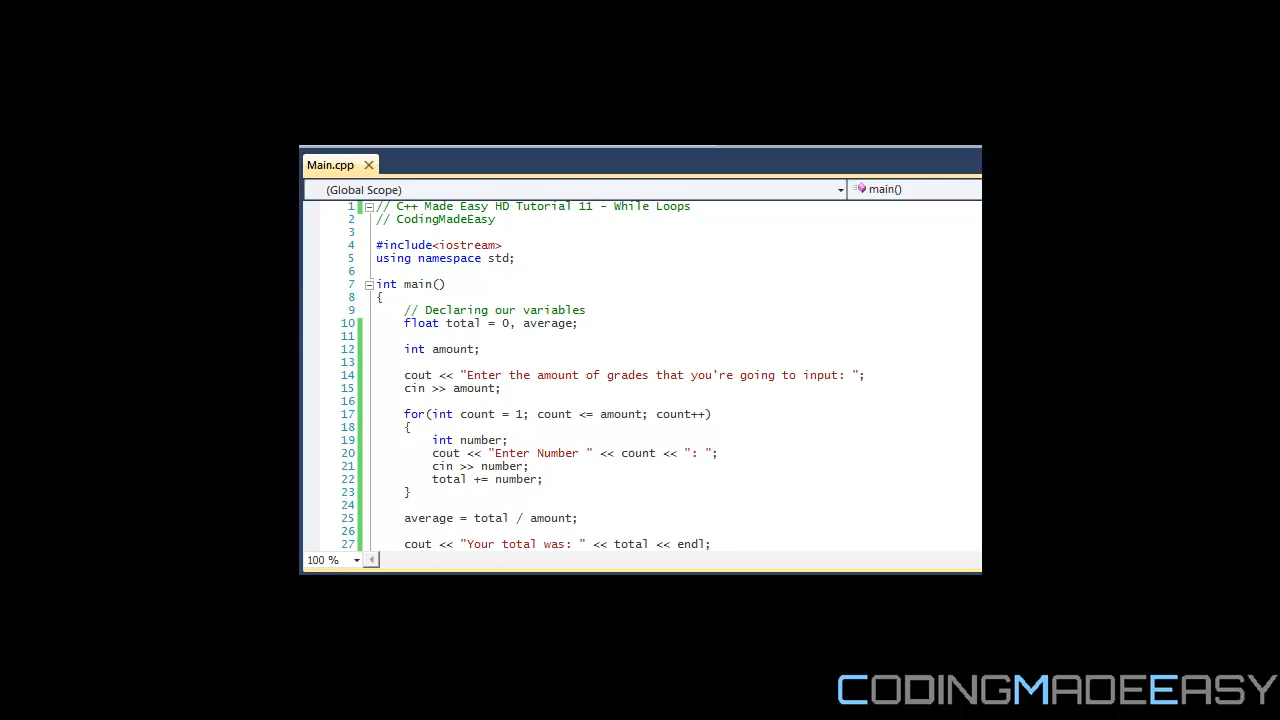 Main.cpp
(Global Scope) main()
1 // C++ Made Easy HD Tutorial 11 - While Loops
2 // CodingMadeEasy
3
4 #include<iostream>
5 using namespace std;
6
7 int main()
8 {
9 // Declaring our variables
10 float total = 0, average;
11
12 int amount;
13
14 cout << "Enter the amount of grades that you're going to input: ";
15 cin >> amount;
16
17 for(int count = 1; count <= amount; count++)
18 {
19 int number;
20 cout << "Enter Number " << count << ": ";
21 cin >> number;
22 total += number;
23 }
24
25 average = total / amount;
26
27 cout << "Your total was: " << total << endl;
100 %
CODINGMADEEASY